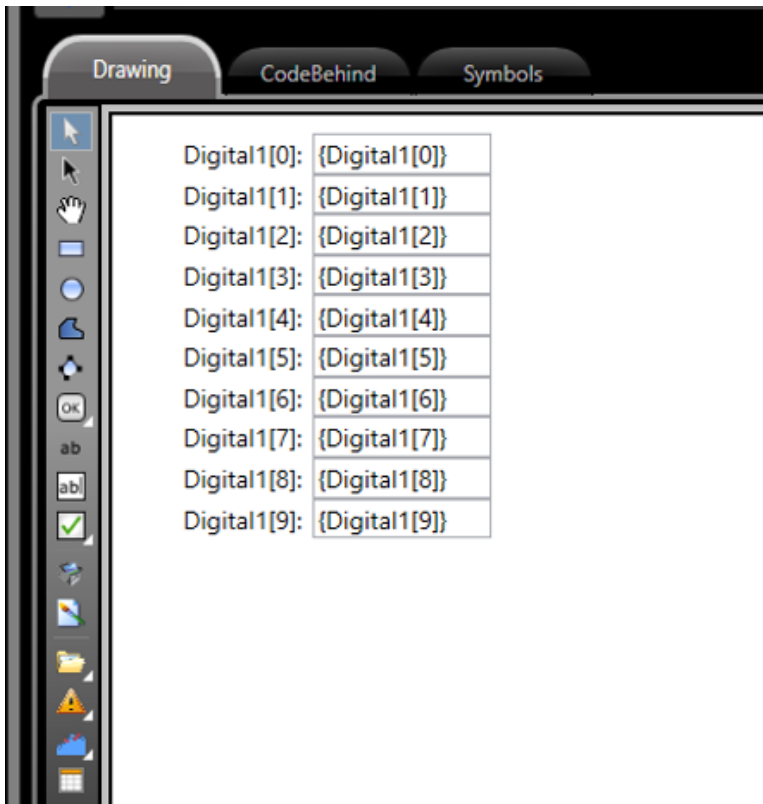 Drawing CodeBehind Symbols
Digital1[0]: {Digital1[0]}
Digital1[1]: {Digital1[1]}
Digital1[2]: {Digital1[2]}
Digital1[3]: {Digital1[3]}
Digital1[4]: {Digital1[4]}
Digital1[5]: {Digital1[5]}
Digital1[6]: {Digital1[6]}
OK
Digital1[7]: {Digital1[7]}
ab
Digital1[8]: {Digital1[8]}
ab
Digital1[9]: {Digital1[9]}